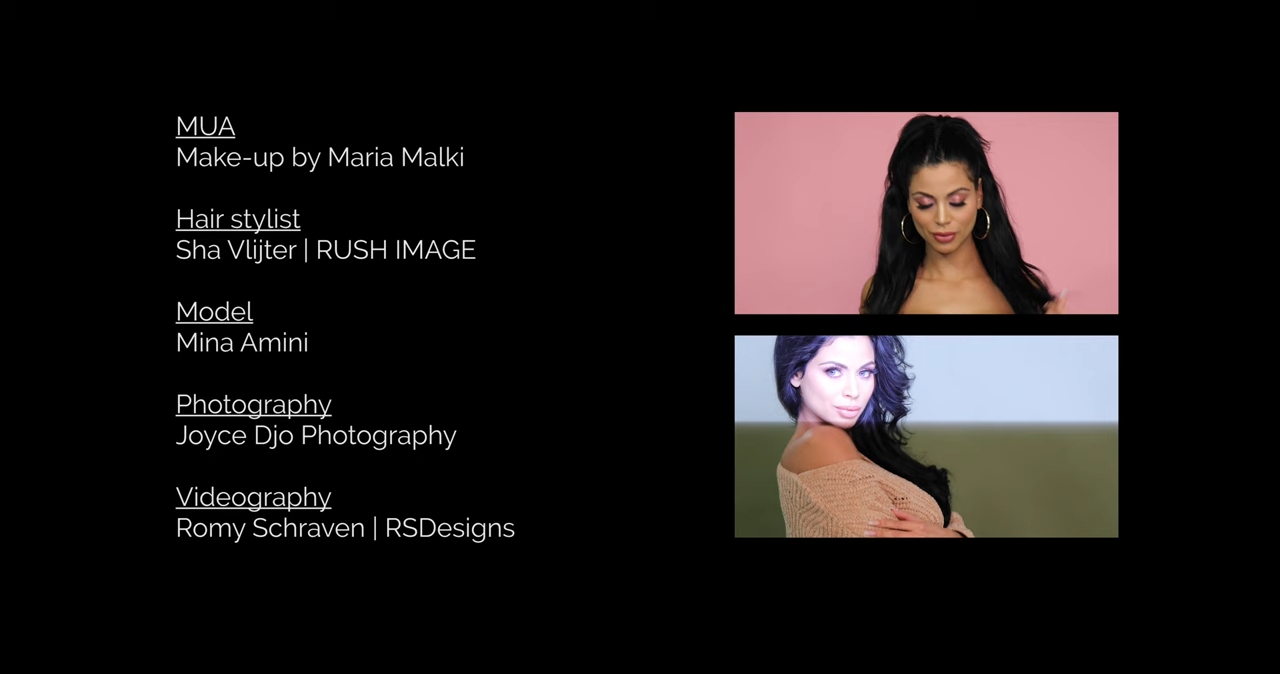 MUA
Make-up by Maria Malki
Hair stylist
Sha Vlijter | RUSH IMAGE
Model
Mina Amini
Photography
Joyce Djo Photography
Videography
Romy Schraven | RSDesigns